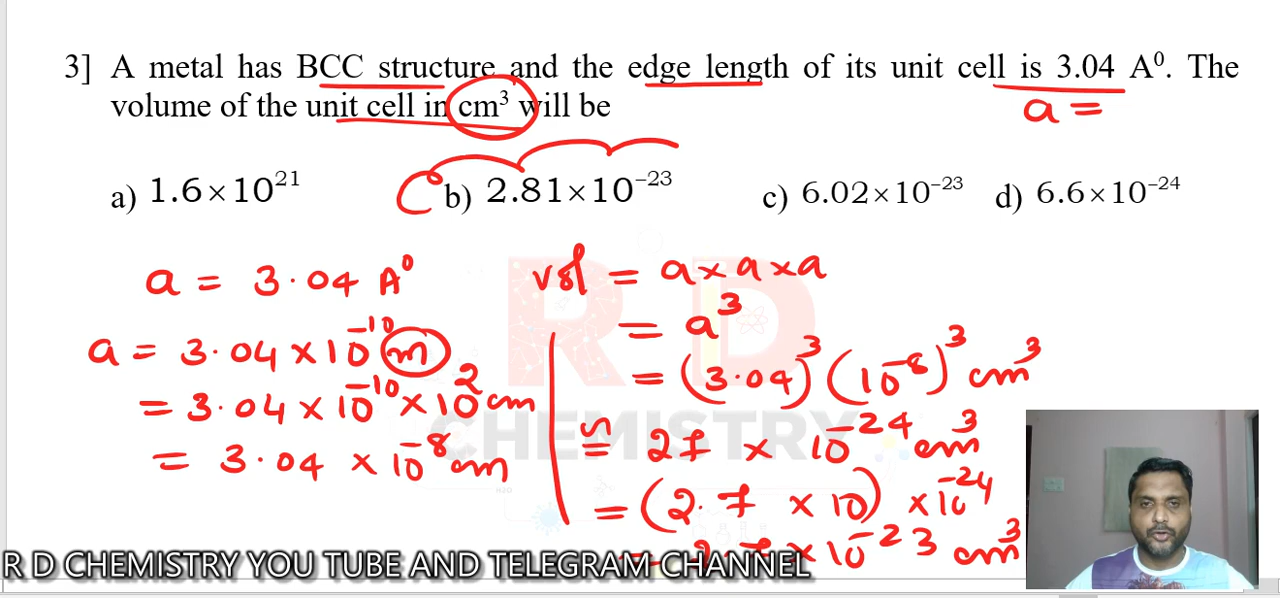 3] A metal has BCC structure and the edge length of its unit cell is 3.04 A⁰. The
volume of the unit cell in cm³ will be
a =
a) 1.6×10²¹ b) 2.81×10⁻²³ c) 6.02×10⁻²³ d) 6.6×10⁻²⁴
a = 3.04 A⁰
a = 3.04 × 10⁻¹⁰ m
= 3.04 × 10⁻¹⁰ × 10² cm
= 3.04 × 10⁻⁸ cm
vol = a × a × a
= a³
= (3.04)³ (10⁻⁸)³ cm³
≅ 27 × 10⁻²⁴ cm³
= (2.7 × 10) × 10⁻²⁴
= 2.7 × 10⁻²³ cm³
R D
CHEMISTRY
R D CHEMISTRY YOU TUBE AND TELEGRAM CHANNEL